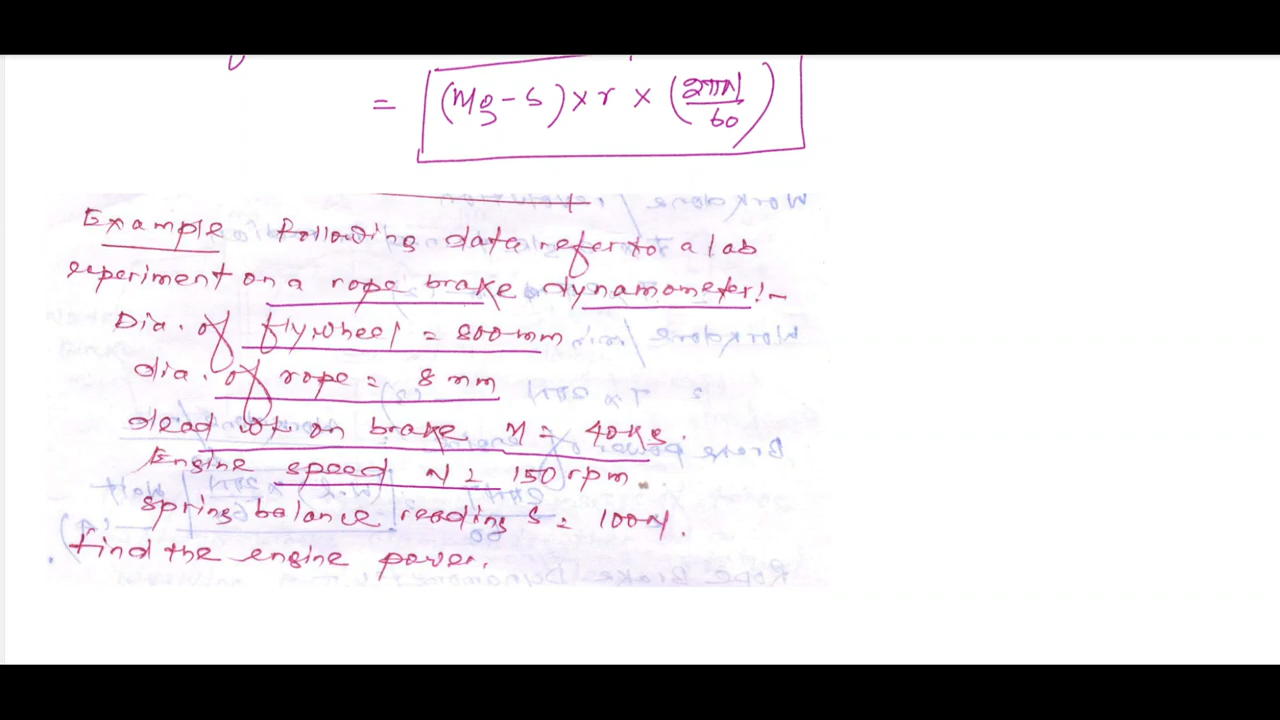 = (Mg - S) × r × (2πN/60)
Example Following data refer to a lab
experiment on a rope brake dynamometer:-
Dia. of flywheel = 800 mm
dia. of rope = 8 mm
dead wt on brake M = 40 Kg.
Engine speed N = 150 rpm
spring balance reading S = 100 N.
find the engine power.